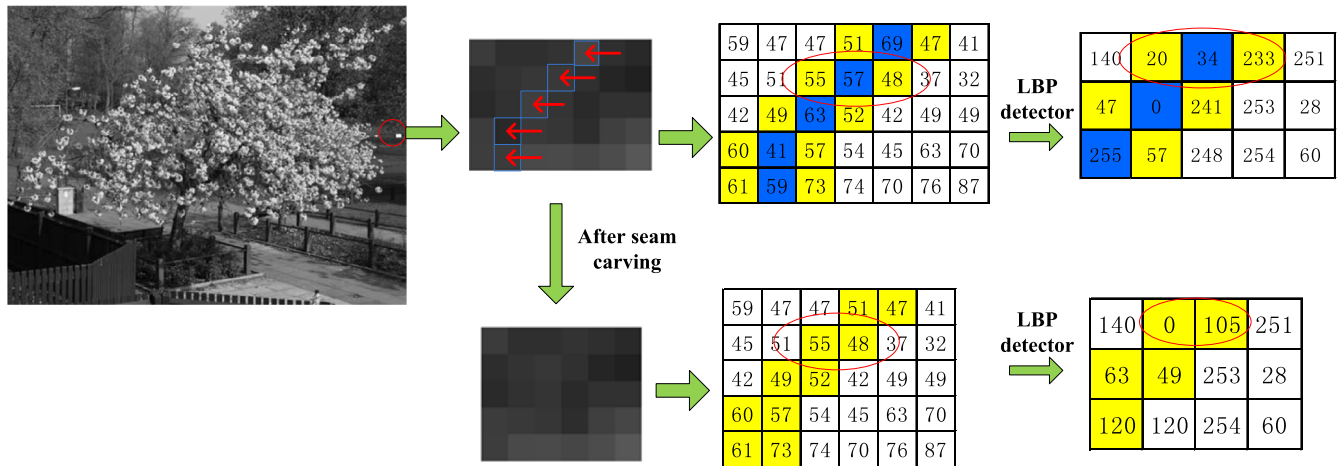 59 47 47 51 69 47 41
45 51 55 57 48 37 32
42 49 63 52 42 49 49
60 41 57 54 45 63 70
61 59 73 74 70 76 87
LBP
detector
140 20 34 233 251
47 0 241 253 28
255 57 248 254 60
After seam
carving
59 47 47 51 47 41
45 51 55 48 37 32
42 49 52 42 49 49
60 57 54 45 63 70
61 73 74 70 76 87
LBP
detector
140 0 105 251
63 49 253 28
120 120 254 60